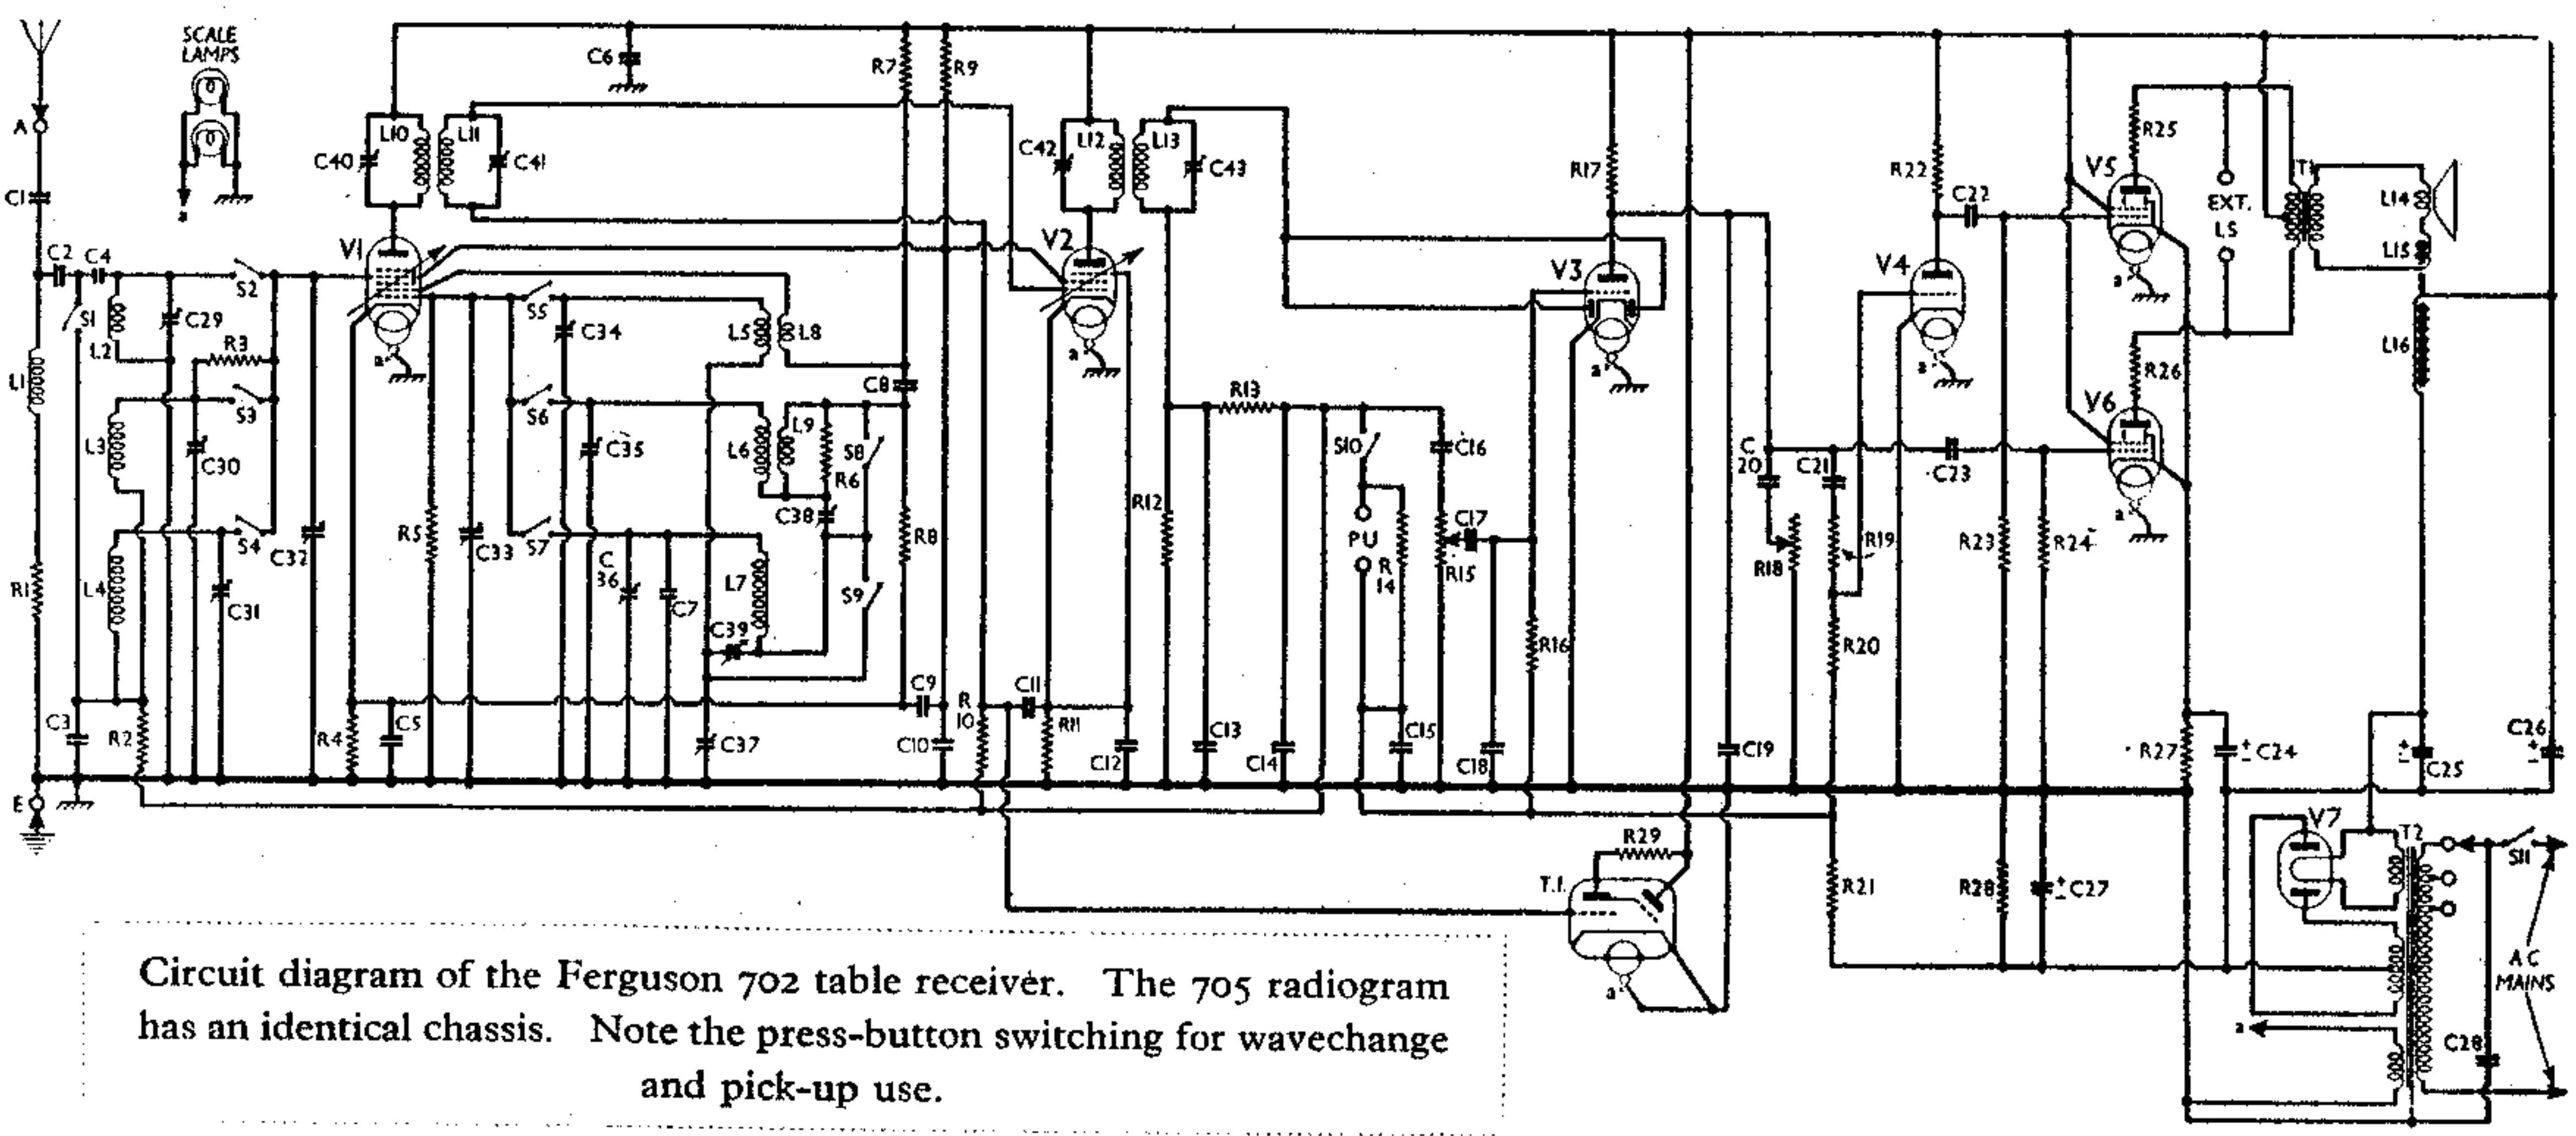 SCALE
LAMPS
a
A
C1
C2
C4
S1
L2
C29
S2
R3
L1
L3
S3
C30
L4
S4
C32
C31
R1
C3
R2
E
C6
L10
L11
C40
C41
V1
a
S5
C34
L5
L8
S6
C35
L6
L9
R6
S8
C38
R5
C33
S7
C
36
C7
L7
C39
S9
R4
C5
C37
R7
R9
C8
R8
C9
C10
R
10
C11
R11
C12
L12
L13
C42
C43
V2
a
R12
R13
C13
C14
S10
PU
R
14
C15
C16
C17
R15
C18
R16
R17
V3
a
C19
C
20
R18
C21
R19
R20
R21
R22
V4
a
C22
C23
R23
R24
R28
C27
+
-
R25
V5
a
R26
V6
a
EXT.
LS
T1
L14
L15
L16
R27
C24
+
-
C25
+
-
C26
+
-
V7
T2
S11
A C
MAINS
C28
a
T.I.
R29
a
Circuit diagram of the Ferguson 702 table receiver. The 705 radiogram
has an identical chassis. Note the press-button switching for wavechange
and pick-up use.